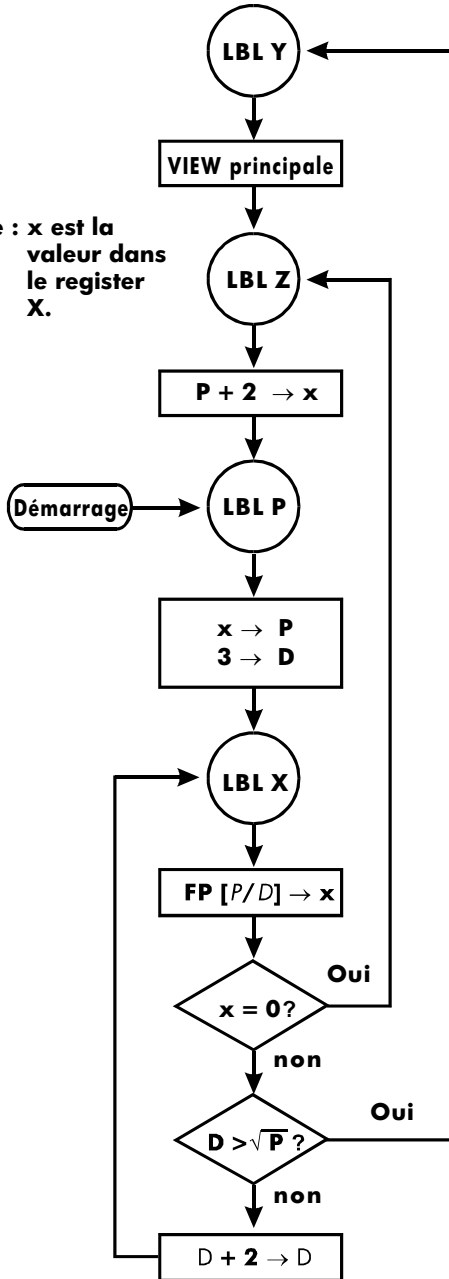 LBL Y
VIEW principale
e : x est la
valeur dans
le register
X.
LBL Z
P + 2 → x
Démarrage
LBL P
x → P
3 → D
LBL X
FP [P/D] → x
Oui
x = 0?
non
Oui
D > √P ?
non
D + 2 → D